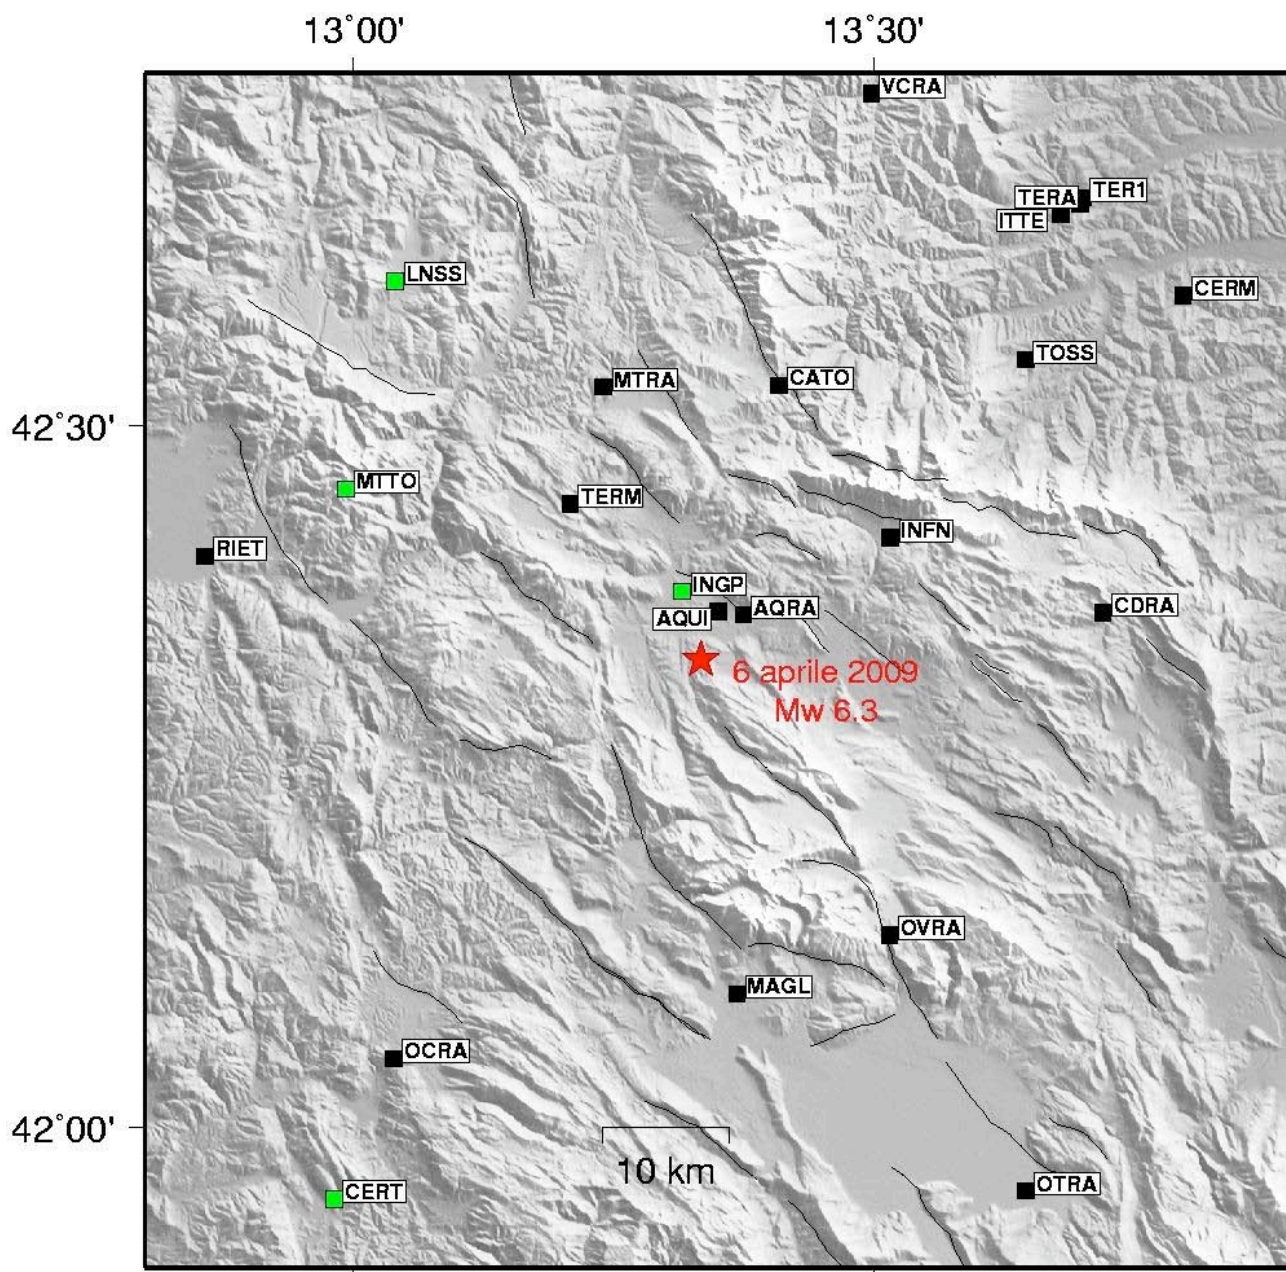 13°00' 13°30'
VCRA
TER1
TERA
ITTE
LNSS
CERM
TOSS
MTRA
CATO
42°30'
MTTO
TERM
INFN
RIET
INGP
AQUI
AQRA
CDRA
6 aprile 2009
Mw 6.3
OVRA
MAGL
OCRA
42°00'
10 km
OTRA
CERT